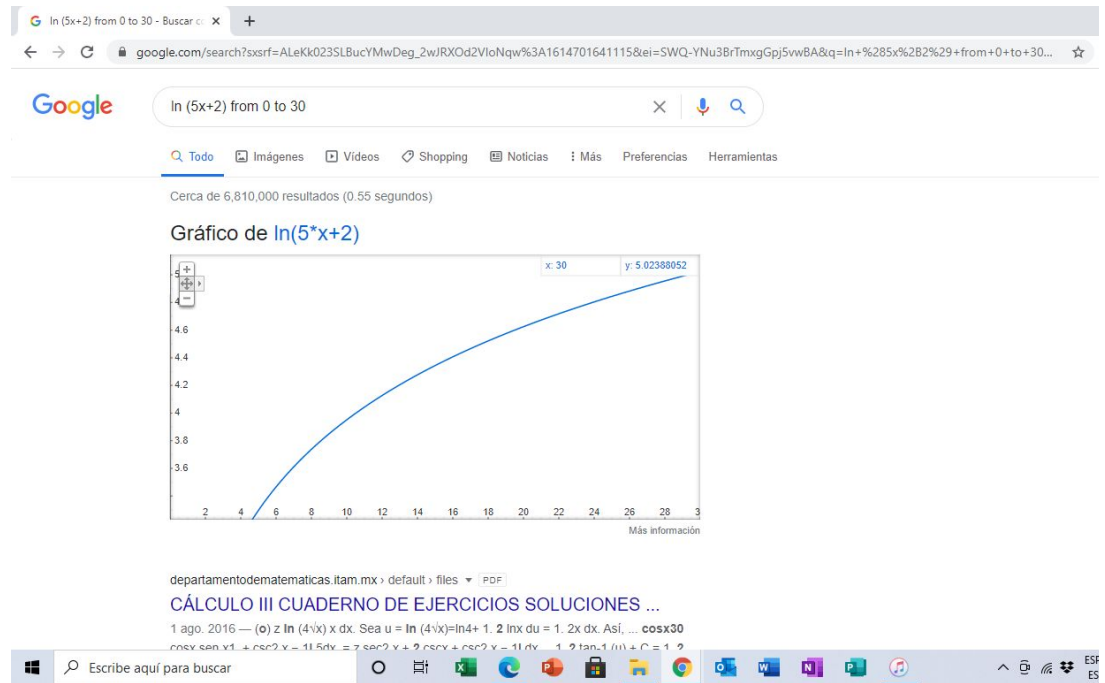 ln (5x+2) from 0 to 30 - Buscar c
google.com/search?sxsrf=ALeKk023SLBucYMwDeg_2wJRXOd2VIoNqw%3A1614701641115&ei=SWQ-YNu3BrTmxgGpj5vwBA&q=ln+%285x%2B2%29+from+0+to+30...
Google
ln (5x+2) from 0 to 30
Todo Imágenes Vídeos Shopping Noticias Más Preferencias Herramientas
Cerca de 6,810,000 resultados (0.55 segundos)
Gráfico de ln(5*x+2)
x: 30 y: 5.02388052
5
4
4.6
4.4
4.2
4
3.8
3.6
2 4 6 8 10 12 14 16 18 20 22 24 26 28 3
Más información
departamentodematematicas.itam.mx › default › files PDF
CÁLCULO III CUADERNO DE EJERCICIOS SOLUCIONES ...
1 ago. 2016 — (o) z ln (4√x) x dx. Sea u = ln (4√x)=ln4+ 1. 2 lnx du = 1. 2x dx. Así, ... cosx30
Escribe aquí para buscar
ESP
ES